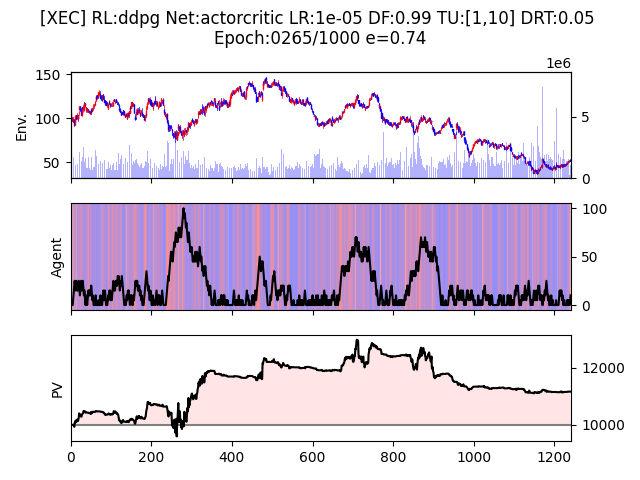 [XEC] RL:ddpg Net:actorcritic LR:1e-05 DF:0.99 TU:[1,10] DRT:0.05
Epoch:0265/1000 e=0.74
1e6
150
100
50
Env.
5
0
Agent
100
50
0
PV
12000
10000
0 200 400 600 800 1000 1200